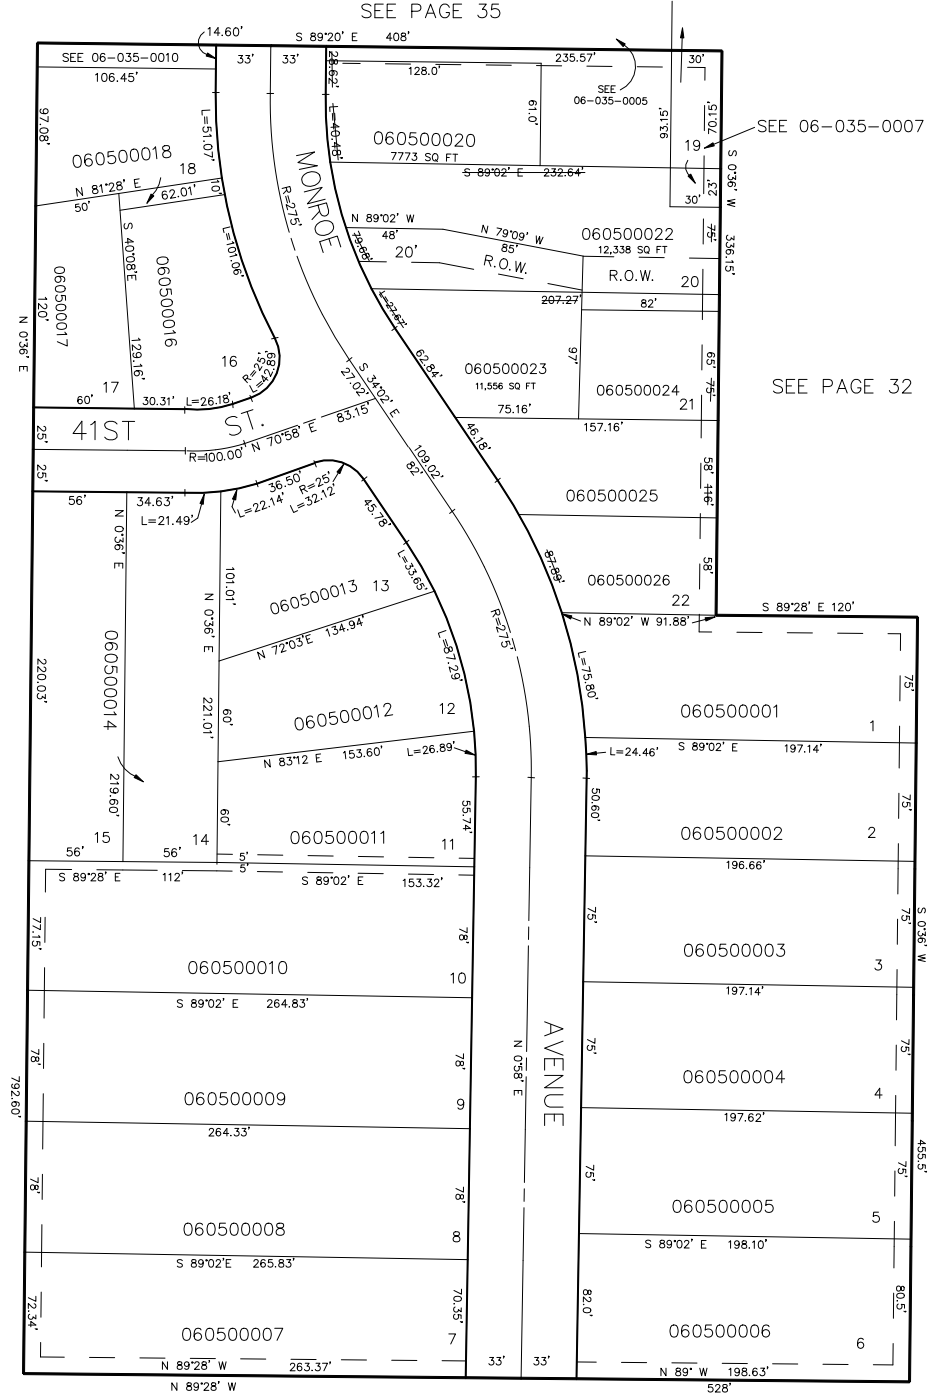 SEE PAGE 35
14.60'
S 89°20' E 408'
SEE 06-035-0010
106.45'
33' 33'
28.62'
128.0'
235.57'
30'
SEE
06-035-0005
97.08'
L=51.07'
L=40.48'
61.0'
93.15'
70.15'
SEE 06-035-0007
060500018
18
060500020
7773 SQ FT
19
S 89°02' E 232.64'
N 81°28' E
50'
62.01'
10'
MONROE
R=275'
23'
30'
S 0°36' W
336.15'
N 89°02' W
48'
79.68'
20'
N 79°09' W
85'
R.O.W.
060500022
12,338 SQ FT
75'
R.O.W.
20
S 40°08'E
L=101.06'
060500017
060500016
120'
129.16'
N 0°36' E
207.27'
82'
L=27.67'
16
R=25'
L=42.89'
62.84'
S 34°02' E
27.02'
060500023
11,556 SQ FT
97'
65'
75'
060500024
21
SEE PAGE 32
17
60'
30.31'
L=26.18'
75.16'
157.16'
25'
25'
41ST ST.
R=100.00'
N 70°58' E 83.15'
46.18'
109.02'
82'
56'
34.63'
L=21.49'
L=22.14'
36.50'
R=25'
L=32.12'
45.78'
58'
116'
060500025
N 0°36' E
101.01'
060500013 13
L=33.65'
87.89'
58'
060500026
22
N 89°02' W 91.88'
S 89°28' E 120'
N 0°36' E
N 72°03'E 134.94'
R=275'
060500014
220.03'
221.01'
60'
L=87.29'
L=75.80'
75'
060500012 12
060500001 1
N 83°12 E 153.60'
L=26.89'
L=24.46'
S 89°02' E 197.14'
219.60'
60'
55.74'
50.60'
75'
15
14
060500011 11
060500002 2
56'
56'
5'
5'
196.66'
S 89°28' E 112'
S 89°02' E 153.32'
77.15'
78'
75'
75'
S 0°36' W
060500010 10
060500003 3
S 89°02' E 264.83'
197.14'
N 0°58' E
AVENUE
78'
78'
75'
75'
792.60'
060500009 9
060500004 4
264.33'
197.62'
455.5'
78'
78'
75'
75'
060500008 8
060500005 5
S 89°02'E 265.83'
S 89°02' E 198.10'
72.34'
70.35'
82.0'
80.5'
060500007 7
060500006 6
N 89°28' W 263.37'
33' 33'
N 89° W 198.63'
N 89°28' W
528'